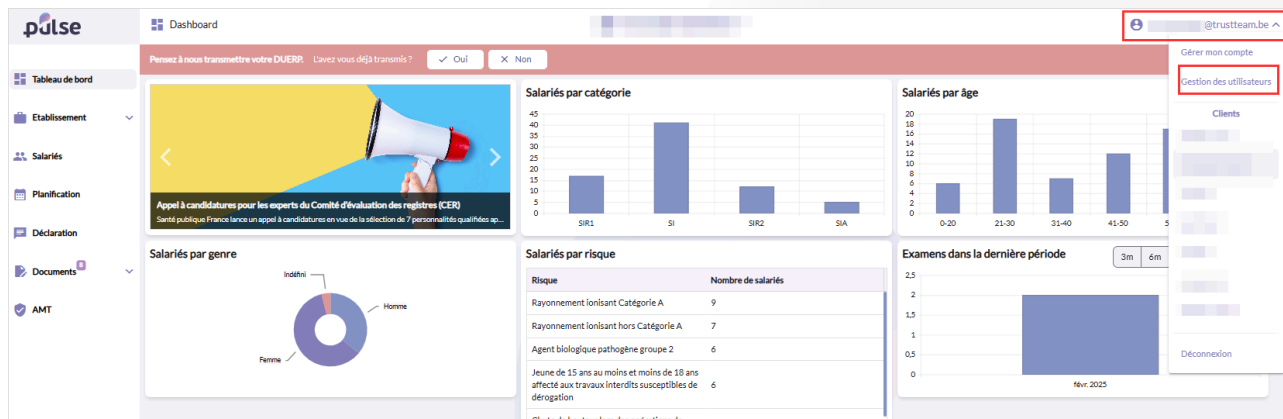 pulse
Dashboard
@trustteam.be
Pensez à nous transmettre votre DUERP. L'avez vous déjà transmis ?
Oui
Non
Gérer mon compte
Gestion des utilisateurs
Clients
Déconnexion
Tableau de bord
Etablissement
Salariés
Planification
Déclaration
Documents
8
AMT
Appel à candidatures pour les experts du Comité d'évaluation des registres (CER)
Santé publique France lance un appel à candidatures en vue de la sélection de 7 personnalités qualifiées ap...
Salariés par catégorie
45
40
35
30
25
20
15
10
5
0
SIR1 SI SIR2 SIA
Salariés par âge
20
18
16
14
12
10
8
6
4
2
0
0-20 21-30 31-40 41-50 5
Salariés par genre
Indéfini
Homme
Femme
Salariés par risque
Risque Nombre de salariés
Rayonnement ionisant Catégorie A 9
Rayonnement ionisant hors Catégorie A 7
Agent biologique pathogène groupe 2 6
Jeune de 15 ans au moins et moins de 18 ans
affecté aux travaux interdits susceptibles de 6
dérogation
Examens dans la dernière période
3m 6m
2,5
2
1,5
1
0,5
0
févr. 2025